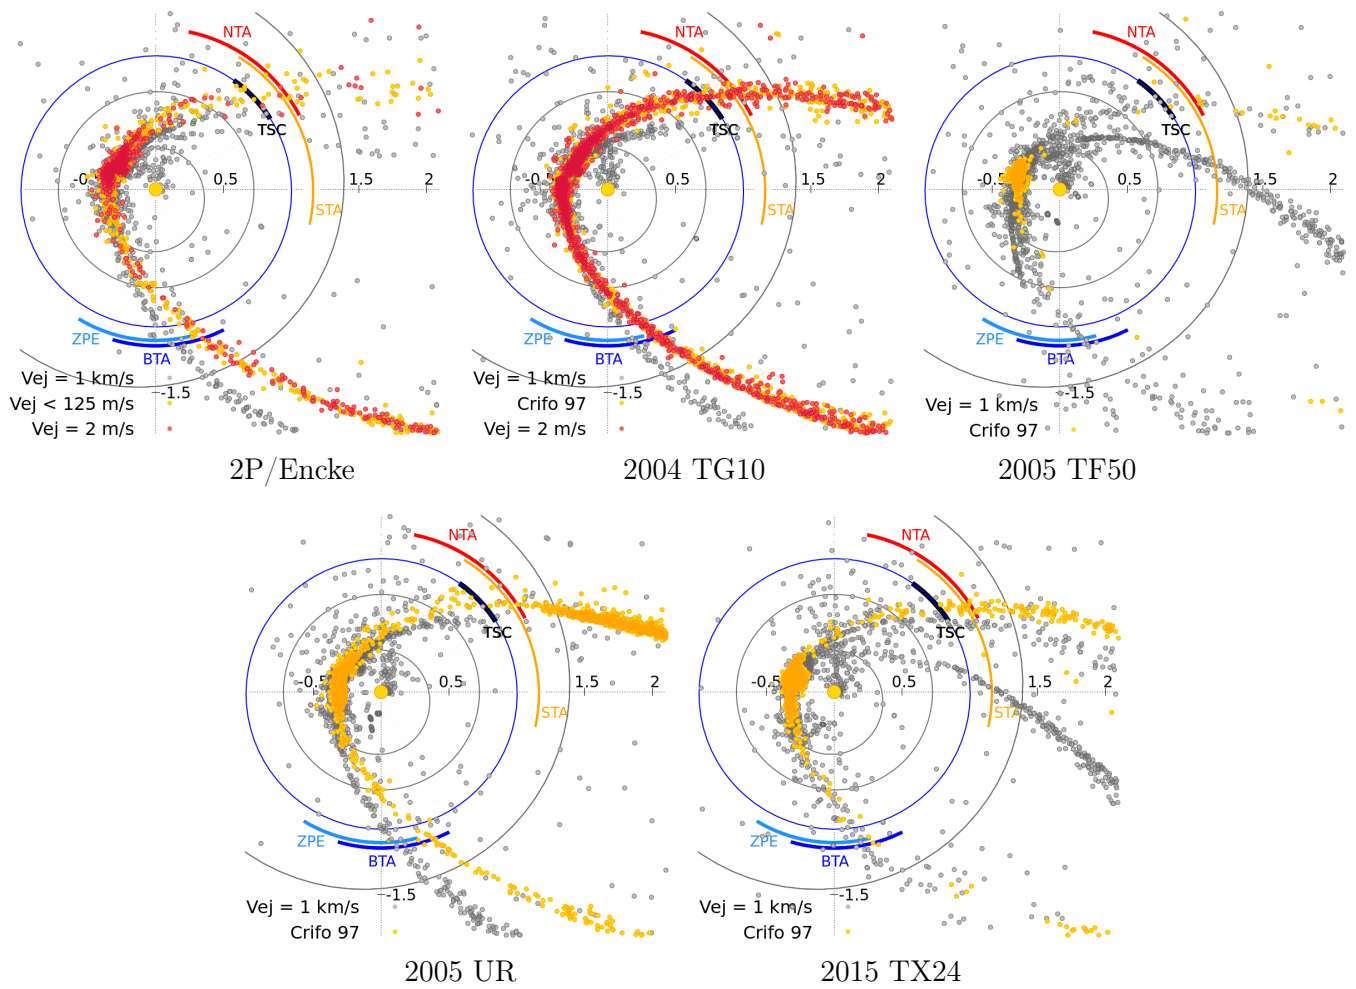 NTA
TSC
-0.5 0.5 1.5 2
STA
ZPE
BTA
Vej = 1 km/s
-1.5
Vej < 125 m/s
Vej = 2 m/s
2P/Encke
NTA
TSC
-0.5 0.5 1.5 2
STA
ZPE
BTA
Vej = 1 km/s
-1.5
Crifo 97
Vej = 2 m/s
2004 TG10
NTA
TSC
-0.5 0.5 1.5 2
STA
ZPE
BTA
-1.5
Vej = 1 km/s
Crifo 97
2005 TF50
NTA
TSC
-0.5 0.5 1.5 2
STA
ZPE
BTA
-1.5
Vej = 1 km/s
Crifo 97
2005 UR
NTA
TSC
-0.5 0.5 1.5 2
STA
ZPE
BTA
-1.5
Vej = 1 km/s
Crifo 97
2015 TX24